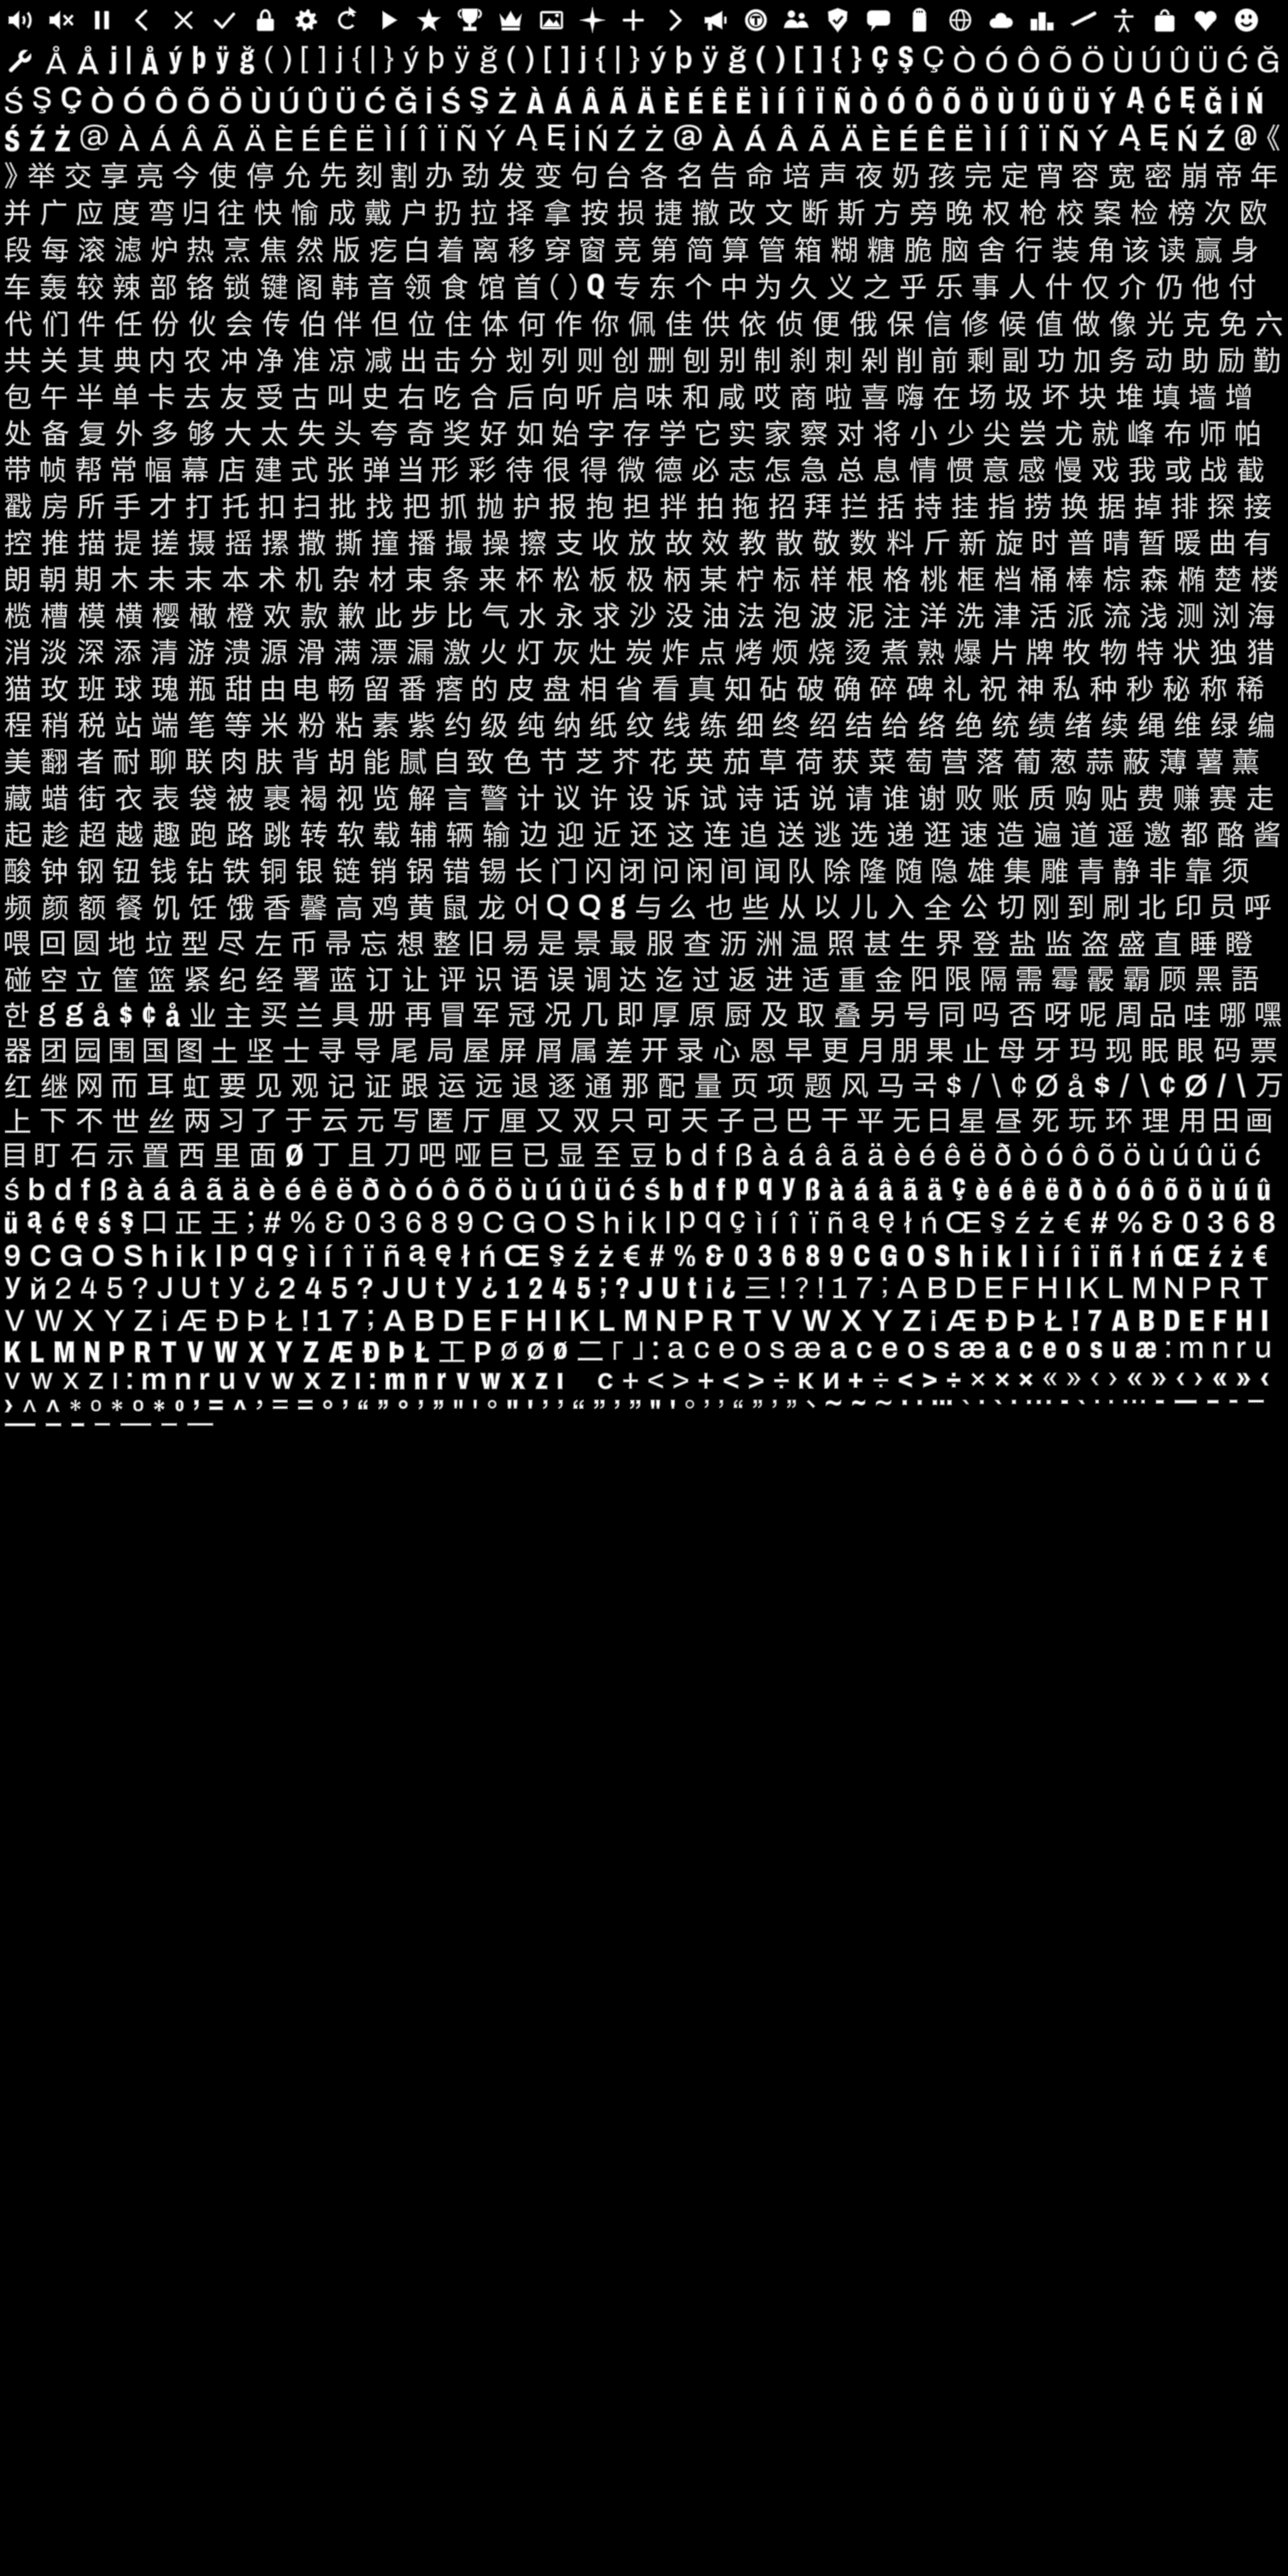 Å Å j | Å ý þ ÿ ğ ( ) [ ] j { | } ý þ ÿ ğ ( ) [ ] j { | } ý þ ÿ ğ ( ) [ ] { } Ç Ş Ç Ò Ó Ô Õ Ö Ù Ú Û Ü Ć Ğ
Ś Ş Ç Ò Ó Ô Õ Ö Ù Ú Û Ü Ć Ğ İ Ś Ş Ż À Á Â Ã Ä È É Ê Ë Ì Í Î Ï Ñ Ò Ó Ô Õ Ö Ù Ú Û Ü Ý Ą Ć Ę Ğ İ Ń
Ś Ź Ż @ À Á Â Ã Ä È É Ê Ë Ì Í Î Ï Ñ Ý Ą Ę İ Ń Ź Ż @ À Á Â Ã Ä È É Ê Ë Ì Í Î Ï Ñ Ý Ą Ę Ń Ź @ 《
》 举 交 享 亮 今 使 停 允 先 刻 割 办 劲 发 变 句 台 各 名 告 命 培 声 夜 奶 孩 完 定 宵 容 宽 密 崩 帝 年
并 广 应 度 弯 归 往 快 愉 成 戴 户 扔 拉 择 拿 按 损 捷 撤 改 文 断 斯 方 旁 晚 权 枪 校 案 检 榜 次 欧
段 每 滚 滤 炉 热 烹 焦 然 版 疙 白 着 离 移 穿 窗 竞 第 简 算 管 箱 糊 糖 脆 脑 舍 行 装 角 该 读 赢 身
车 轰 较 辣 部 铬 锁 键 阁 韩 音 领 食 馆 首 ( ) Q 专 东 个 中 为 久 义 之 乎 乐 事 人 什 仅 介 仍 他 付
代 们 件 任 份 伙 会 传 伯 伴 但 位 住 体 何 作 你 佩 佳 供 依 侦 便 俄 保 信 修 候 值 做 像 光 克 免 六
共 关 其 典 内 农 冲 净 准 凉 减 出 击 分 划 列 则 创 删 刨 别 制 刹 刺 剁 削 前 剩 副 功 加 务 动 助 励 勤
包 午 半 单 卡 去 友 受 古 叫 史 右 吃 合 后 向 听 启 味 和 咸 哎 商 啦 喜 嗨 在 场 圾 坏 块 堆 填 墙 增
处 备 复 外 多 够 大 太 失 头 夸 奇 奖 好 如 始 字 存 学 它 实 家 察 对 将 小 少 尖 尝 尤 就 峰 布 师 帕
带 帧 帮 常 幅 幕 店 建 式 张 弹 当 形 彩 待 很 得 微 德 必 志 怎 急 总 息 情 惯 意 感 慢 戏 我 或 战 截
戳 房 所 手 才 打 托 扣 扫 批 找 把 抓 抛 护 报 抱 担 拌 拍 拖 招 拜 拦 括 持 挂 指 捞 换 据 掉 排 探 接
控 推 描 提 搓 摄 摇 摞 撒 撕 撞 播 撮 操 擦 支 收 放 故 效 教 散 敬 数 料 斤 新 旋 时 普 晴 暂 暖 曲 有
朗 朝 期 木 未 末 本 术 机 杂 材 束 条 来 杯 松 板 极 柄 某 柠 标 样 根 格 桃 框 档 桶 棒 棕 森 椭 楚 楼
榄 槽 模 横 樱 橄 橙 欢 款 歉 此 步 比 气 水 永 求 沙 没 油 法 泡 波 泥 注 洋 洗 津 活 派 流 浅 测 浏 海
消 淡 深 添 清 游 溃 源 滑 满 漂 漏 激 火 灯 灰 灶 炭 炸 点 烤 烦 烧 烫 煮 熟 爆 片 牌 牧 物 特 状 独 猎
猫 玫 班 球 瑰 瓶 甜 由 电 畅 留 番 瘩 的 皮 盘 相 省 看 真 知 砧 破 确 碎 碑 礼 祝 神 私 种 秒 秘 称 稀
程 稍 税 站 端 笔 等 米 粉 粘 素 紫 约 级 纯 纳 纸 纹 线 练 细 终 绍 结 给 络 绝 统 绩 绪 续 绳 维 绿 编
美 翻 者 耐 聊 联 肉 肤 背 胡 能 腻 自 致 色 节 芝 芥 花 英 茄 草 荷 获 菜 萄 营 落 葡 葱 蒜 蔽 薄 薯 薰
藏 蜡 街 衣 表 袋 被 裹 褐 视 览 解 言 警 计 议 许 设 诉 试 诗 话 说 请 谁 谢 败 账 质 购 贴 费 赚 赛 走
起 趁 超 越 趣 跑 路 跳 转 软 载 辅 辆 输 边 迎 近 还 这 连 追 送 逃 选 递 逛 速 造 遍 道 遥 邀 都 酪 酱
酸 钟 钢 钮 钱 钻 铁 铜 银 链 销 锅 错 锡 长 门 闪 闭 问 闲 间 闻 队 除 隆 随 隐 雄 集 雕 青 静 非 靠 须
频 颜 额 餐 饥 饪 饿 香 馨 高 鸡 黄 鼠 龙 어 Q Q g 与 么 也 些 从 以 儿 入 全 公 切 刚 到 刷 北 印 员 呼
喂 回 圆 地 垃 型 尽 左 币 帚 忘 想 整 旧 易 是 景 最 服 查 沥 洲 温 照 甚 生 界 登 盐 监 盗 盛 直 睡 瞪
碰 空 立 筐 篮 紧 纪 经 署 蓝 订 让 评 识 语 误 调 达 迄 过 返 进 适 重 金 阳 限 隔 需 霉 霰 霸 顾 黑 語
한 g g å $ ¢ å 业 主 买 兰 具 册 再 冒 军 冠 况 几 即 厚 原 厨 及 取 叠 另 号 同 吗 否 呀 呢 周 品 哇 哪 嘿
器 团 园 围 国 图 土 坚 士 寻 导 尾 局 屋 屏 屑 属 差 开 录 心 恩 早 更 月 朋 果 止 母 牙 玛 现 眠 眼 码 票
红 继 网 而 耳 虹 要 见 观 记 证 跟 运 远 退 逐 通 那 配 量 页 项 题 风 马 국 $ / \ ¢ Ø å $ / \ ¢ Ø / \ 万
上 下 不 世 丝 两 习 了 于 云 元 写 匿 厅 厘 又 双 只 可 天 子 己 巴 干 平 无 日 星 昼 死 玩 环 理 用 田 画
目 盯 石 示 置 西 里 面 Ø 丁 且 刀 吧 哑 巨 已 显 至 豆 b d f ß à á â ã ä è é ê ë ð ò ó ô õ ö ù ú û ü ć
ś b d f ß à á â ã ä è é ê ë ð ò ó ô õ ö ù ú û ü ć ś b d f p q y ß à á â ã ä ç è é ê ë ð ò ó ô õ ö ù ú û
ü ą ć ę ś ş 口 正 王 ; # % & 0 3 6 8 9 C G O S h i k l p q ç ì í î ï ñ ą ę ł ń Œ ş ź ż € # % & 0 3 6 8
9 C G O S h i k l p q ç ì í î ï ñ ą ę ł ń Œ ş ź ż € # % & 0 3 6 8 9 C G O S h i k l ì í î ï ñ ł ń Œ ź ż €
У й 2 4 5 ? J U t y ¿ 2 4 5 ? J U t y ¿ 1 2 4 5 ; ? J U t ¡ ¿ 三 ! ? ! 1 7 ; A B D E F H I K L M N P R T
V W X Y Z ¡ Æ Ð Þ Ł ! 1 7 ; A B D E F H I K L M N P R T V W X Y Z ¡ Æ Ð Þ Ł ! 7 A B D E F H I
K L M N P R T V W X Y Z Æ Ð Þ Ł 工 Р ø ø ø 二 「 」 : a c e o s æ a c e o s æ a c e o s u æ : m n r u
v w x z ı : m n r u v w x z ı : m n r v w x z ı с + < > + < > ÷ к и + ÷ < > ÷ × × × « » ‹ › « » ‹ › « » ‹
› ^ ^ * º * º * º , = ^ , = = ° ’ “ ” ° ‘ ” " ' ° " '